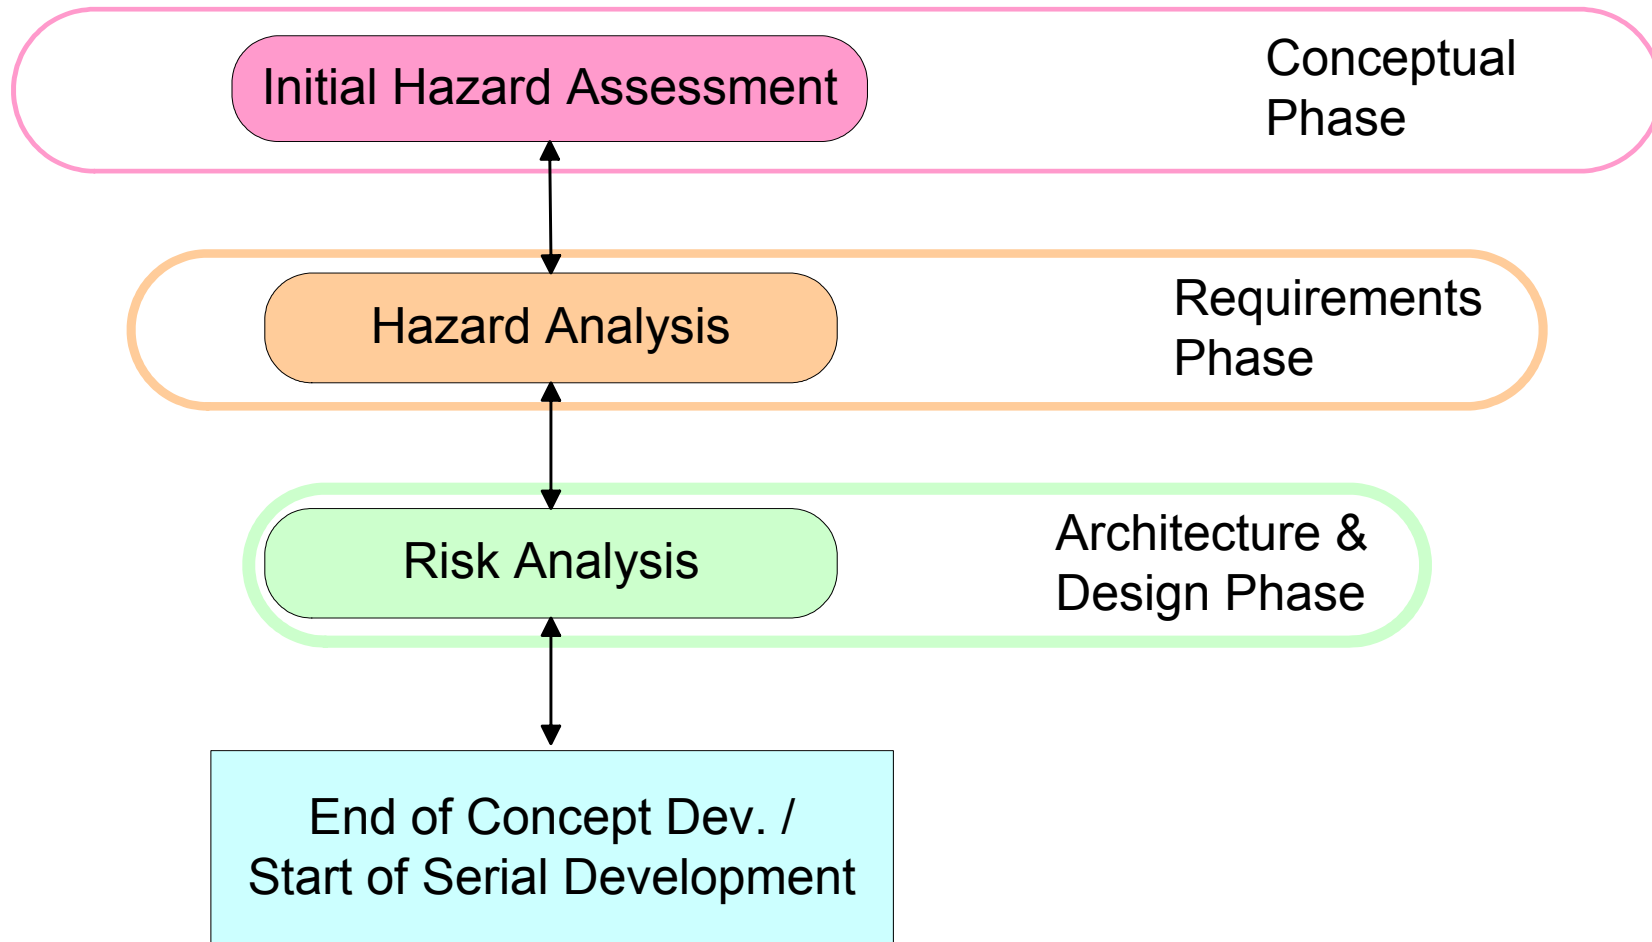 Initial Hazard Assessment
Conceptual
Phase
Hazard Analysis
Requirements
Phase
Risk Analysis
Architecture &
Design Phase
End of Concept Dev. /
Start of Serial Development